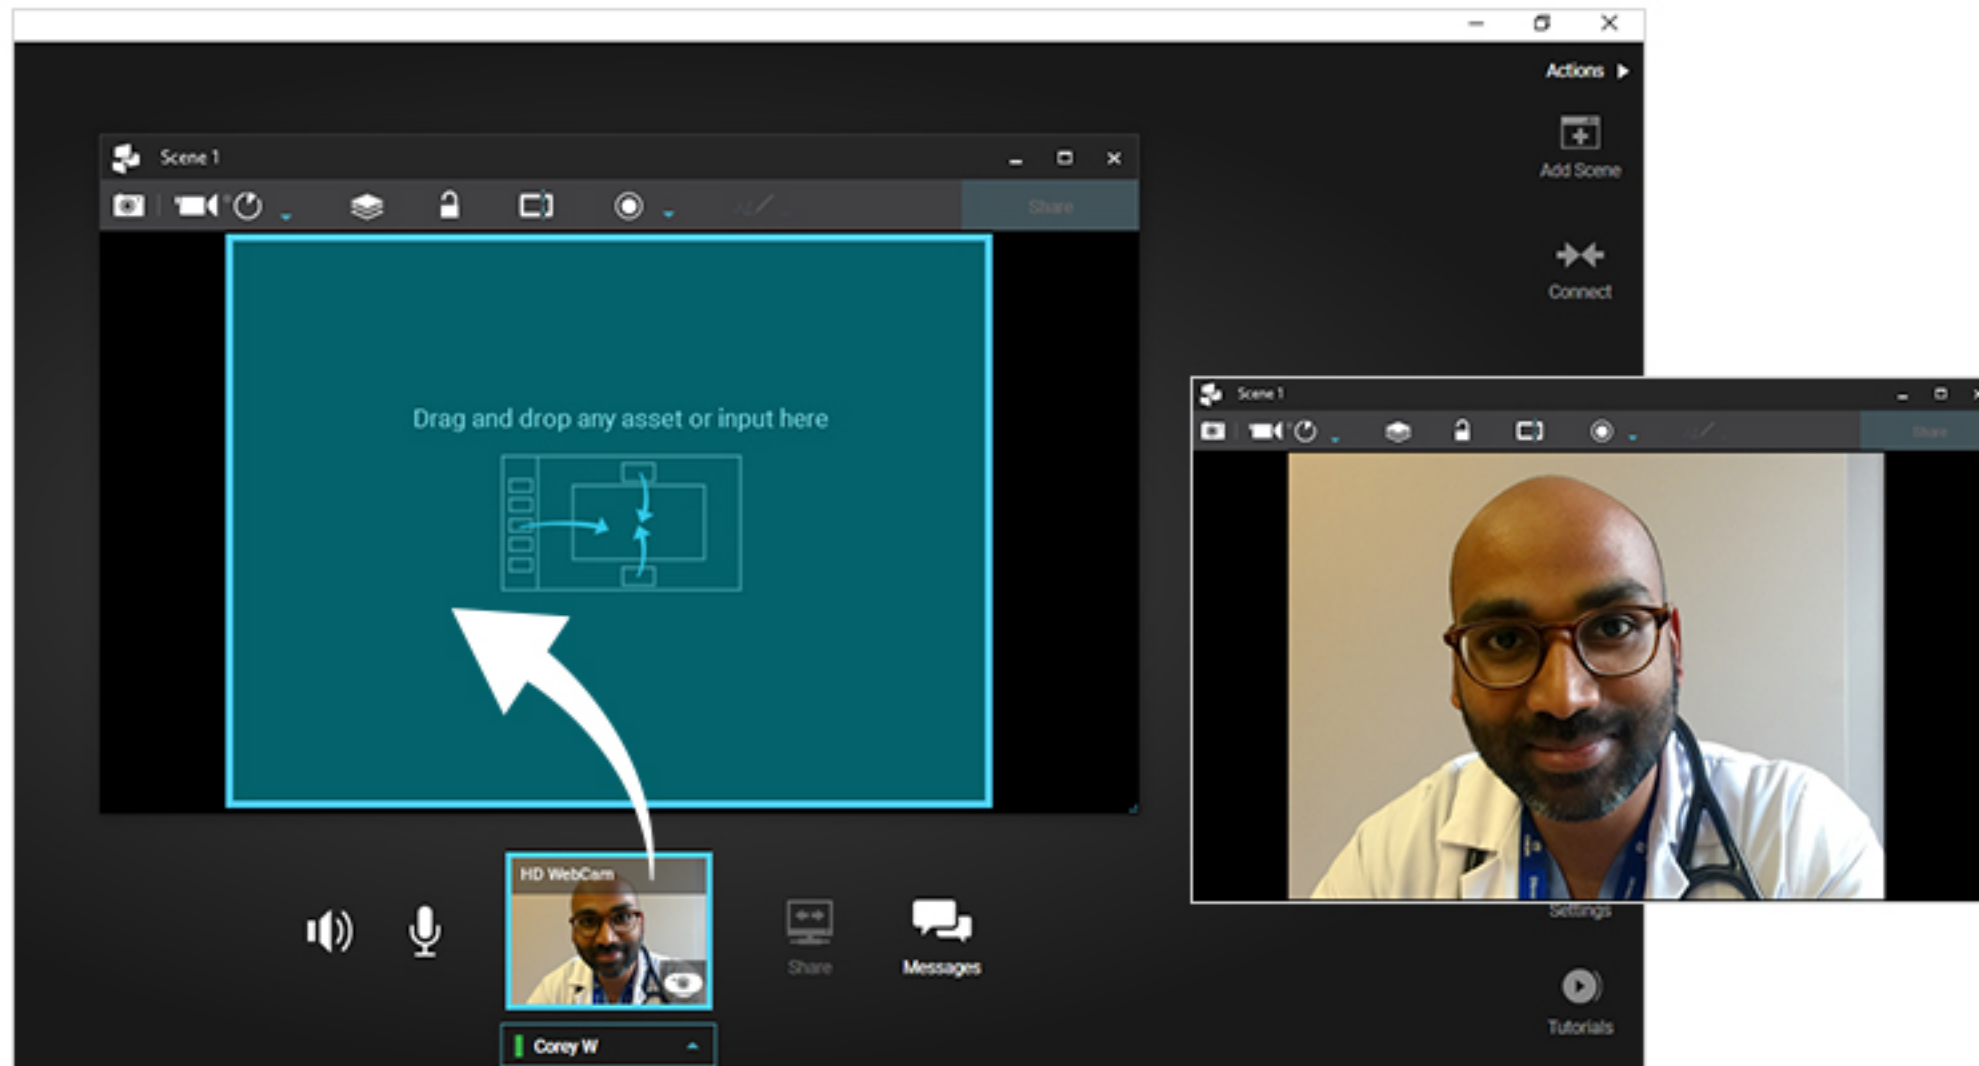 Actions
Scene 1
Add Scene
Share
Connect
Scene 1
Drag and drop any asset or input here
Share
HD WebCam
Settings
Share
Messages
Tutorials
Corey W